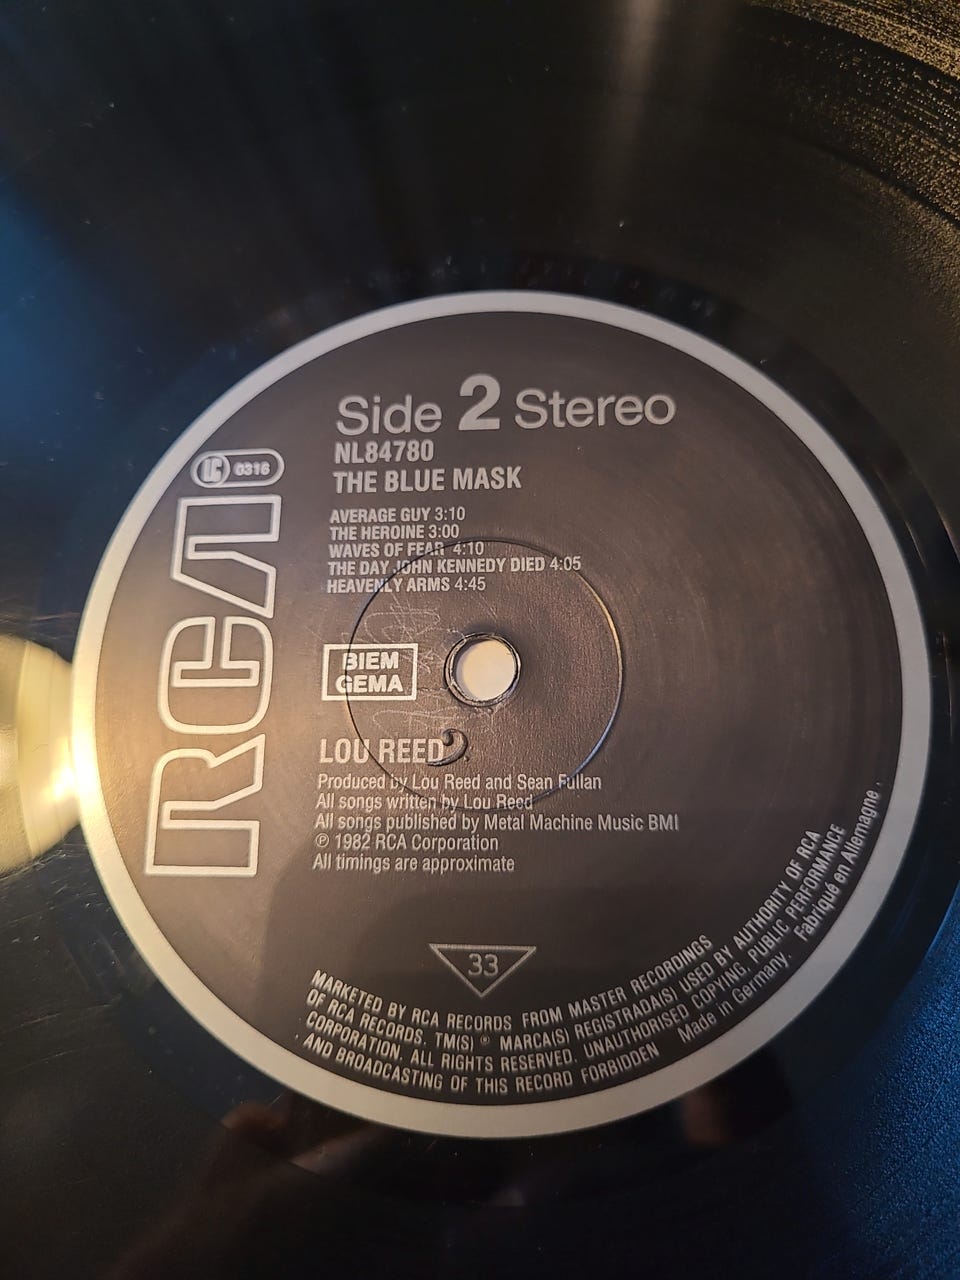 Side 2 Stereo
NL84780
LC 0316
THE BLUE MASK
AVERAGE GUY 3:10
THE HEROINE 3:00
WAVES OF FEAR 4:10
THE DAY JOHN KENNEDY DIED 4:05
HEAVENLY ARMS 4:45
RCA
BIEM
GEMA
LOU REED
Produced by Lou Reed and Sean Fullan
All songs written by Lou Reed
All songs published by Metal Machine Music BMI
℗ 1982 RCA Corporation
All timings are approximate
33
MARKETED BY RCA RECORDS FROM MASTER RECORDINGS
OF RCA RECORDS. TM(S) ® MARCA(S) REGISTRADA(S) USED BY AUTHORITY OF RCA
CORPORATION. ALL RIGHTS RESERVED. UNAUTHORISED COPYING, PUBLIC PERFORMANCE
AND BROADCASTING OF THIS RECORD FORBIDDEN Made in Germany. Fabriqué en Allemagne.